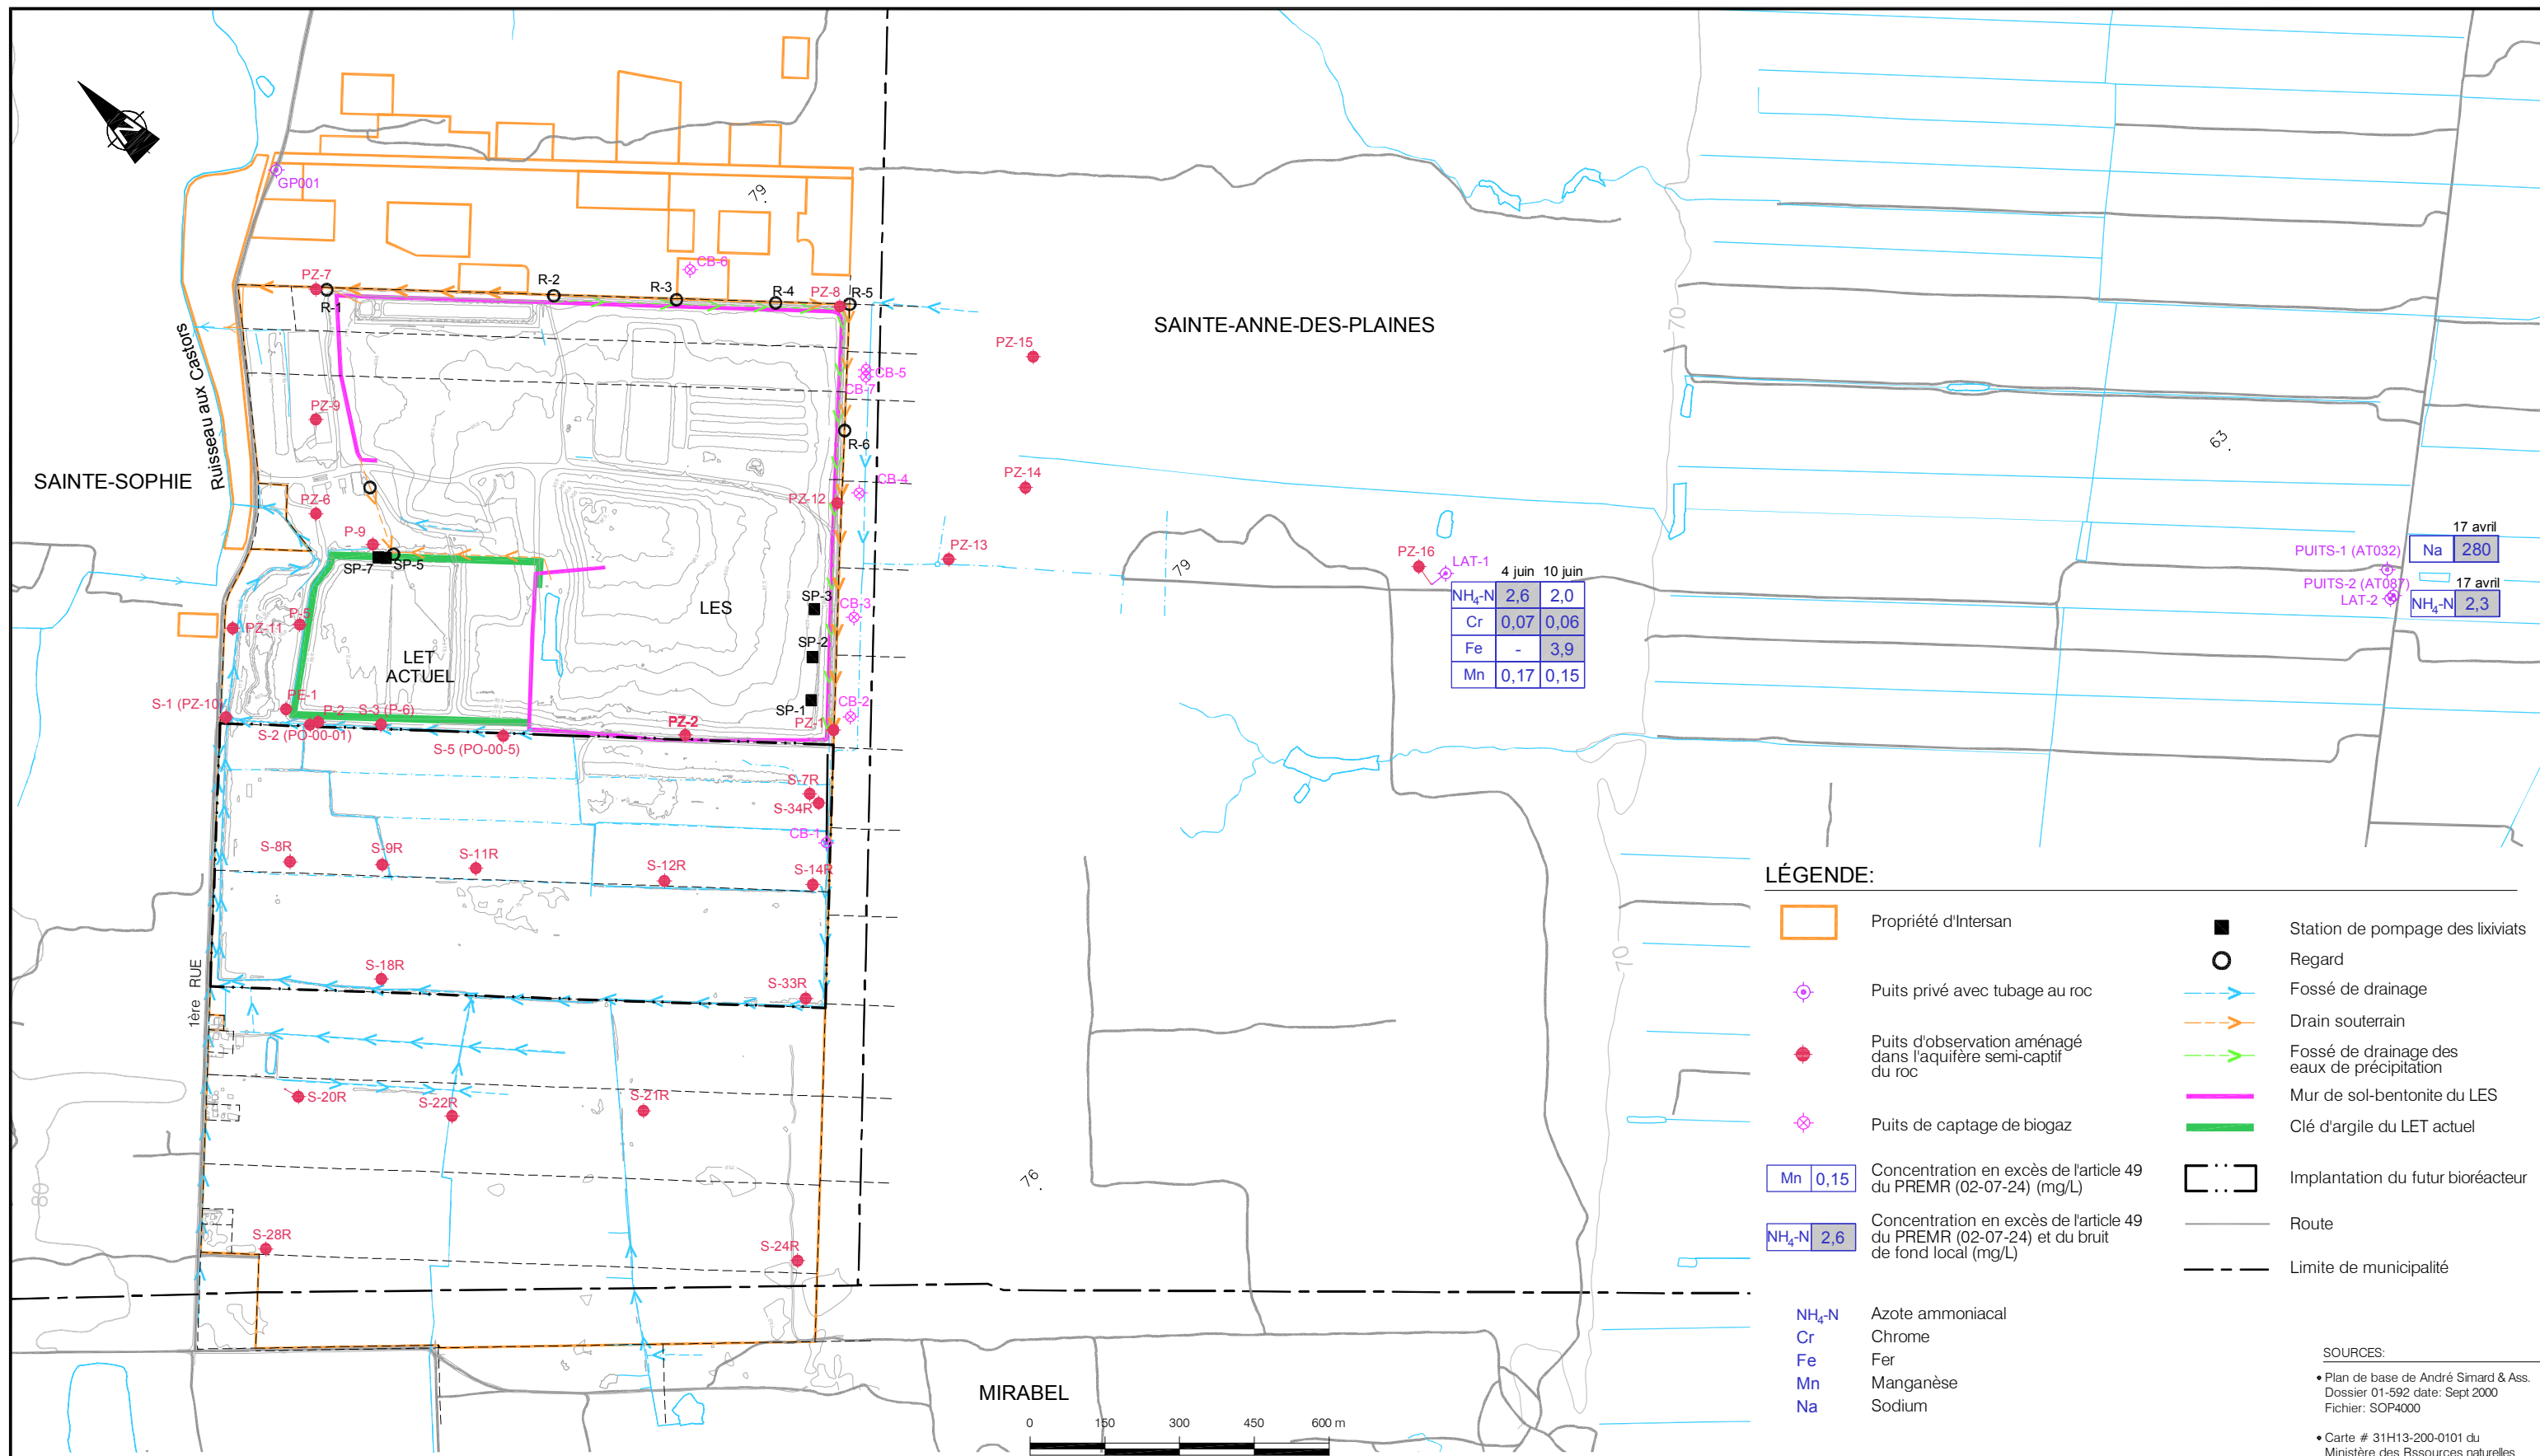 N
GP001
79
CB-6
PZ-7
R-1
R-2
R-3
R-4
PZ-8
R-5
Ruisseau aux Castors
SAINTE-ANNE-DES-PLAINES
70
PZ-15
CB-5
CB-7
PZ-9
R-6
63
SAINTE-SOPHIE
PZ-14
CB-4
PZ-12
PZ-6
P-9
SP-7
SP-5
PZ-13
79
PZ-16
LAT-1
4 juin 10 juin
NH4-N 2,6 2,0
Cr 0,07 0,06
Fe - 3,9
Mn 0,17 0,15
17 avril
PUITS-1 (AT032) Na 280
PUITS-2 (AT087) 17 avril
LAT-2 NH4-N 2,3
LES
SP-3
CB-3
PZ-11
P-5
SP-2
LET
ACTUEL
PE-1
S-1 (PZ-10)
P-2
S-3 (P-6)
SP-1
CB-2
PZ-1
PZ-2
S-2 (PO-00-01)
S-5 (PO-00-5)
S-7R
S-34R
CB-1
S-8R
S-9R
S-11R
S-12R
S-14R
1ère RUE
S-18R
S-33R
70
S-20R
S-22R
S-21R
76
80
S-28R
S-24R
MIRABEL
0 150 300 450 600 m
LÉGENDE:
Propriété d'Intersan
Puits privé avec tubage au roc
Puits d'observation aménagé
dans l'aquifère semi-captif
du roc
Puits de captage de biogaz
Mn 0,15
Concentration en excès de l'article 49
du PREMR (02-07-24) (mg/L)
NH4-N 2,6
Concentration en excès de l'article 49
du PREMR (02-07-24) et du bruit
de fond local (mg/L)
NH4-N Azote ammoniacal
Cr Chrome
Fe Fer
Mn Manganèse
Na Sodium
Station de pompage des lixiviats
Regard
Fossé de drainage
Drain souterrain
Fossé de drainage des
eaux de précipitation
Mur de sol-bentonite du LES
Clé d'argile du LET actuel
Implantation du futur bioréacteur
Route
Limite de municipalité
SOURCES:
• Plan de base de André Simard & Ass.
Dossier 01-592 date: Sept 2000
Fichier: SOP4000
• Carte # 31H13-200-0101 du
Ministère des Rssources naturelles